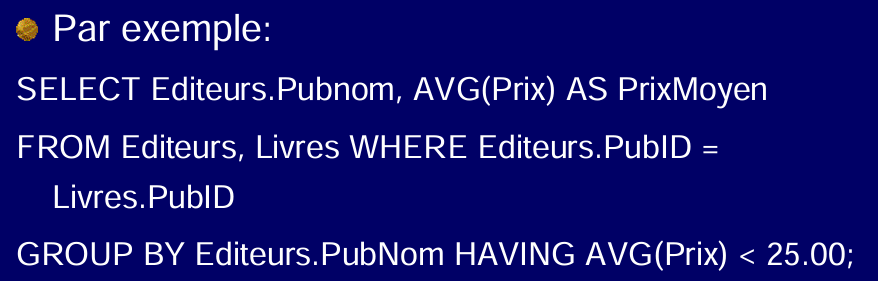 Par exemple:
SELECT Editeurs.Pubnom, AVG(Prix) AS PrixMoyen
FROM Editeurs, Livres WHERE Editeurs.PubID =
Livres.PubID
GROUP BY Editeurs.PubNom HAVING AVG(Prix) < 25.00;